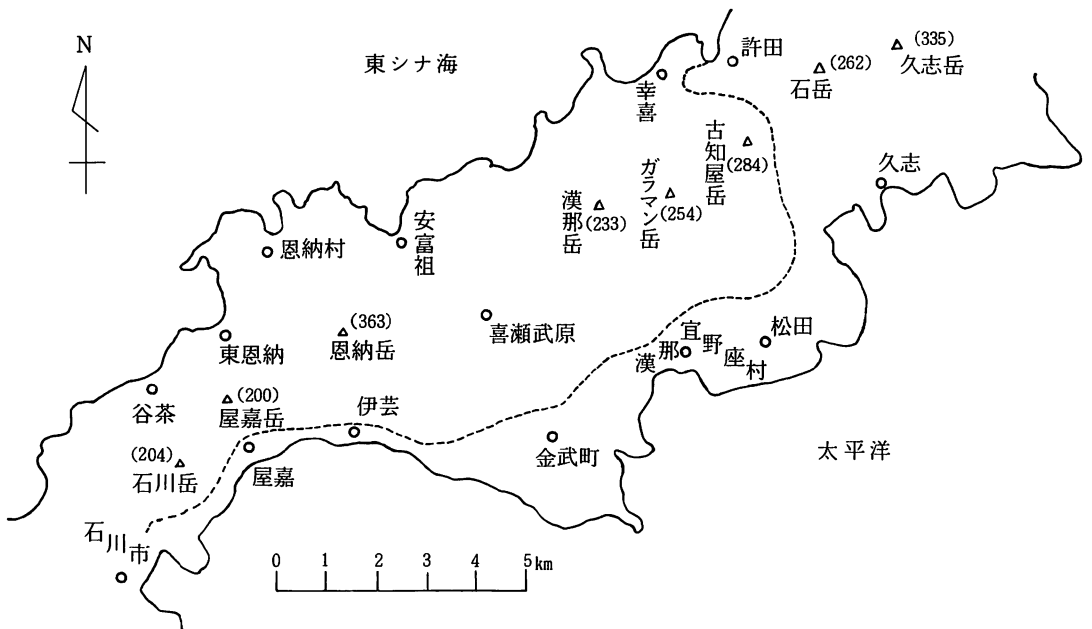 N
東シナ海
許田
(335)
久志岳
(262)
石岳
幸喜
古知屋岳
(284)
久志
ガラマン岳
(254)
漢那岳
(233)
安富祖
恩納村
(363)
恩納岳
喜瀬武原
東恩納
宜野座村
松田
漢那
谷茶
(200)
屋嘉岳
伊芸
金武町
太平洋
(204)
石川岳
屋嘉
石川市
0 1 2 3 4 5km